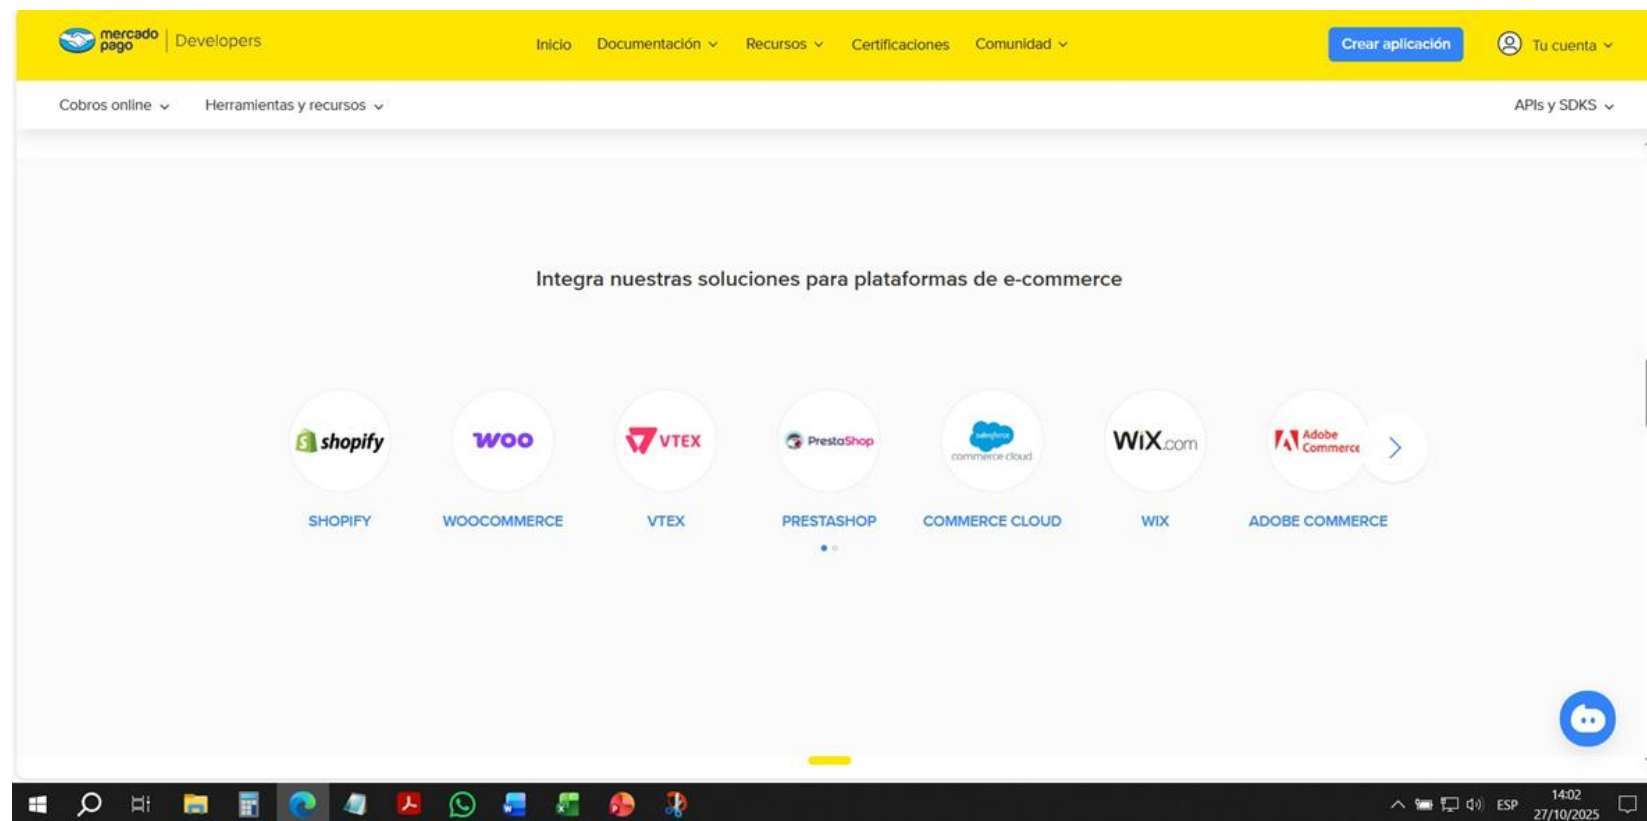 mercado pago | Developers
Inicio Documentación Recursos Certificaciones Comunidad Crear aplicación Tu cuenta
Cobros online Herramientas y recursos APIs y SDKS
Integra nuestras soluciones para plataformas de e-commerce
shopify woo VTEX PrestaShop salesforce commerce cloud WiX.com Adobe Commerce
SHOPIFY WOOCOMMERCE VTEX PRESTASHOP COMMERCE CLOUD WIX ADOBE COMMERCE
ESP 14:02
27/10/2025